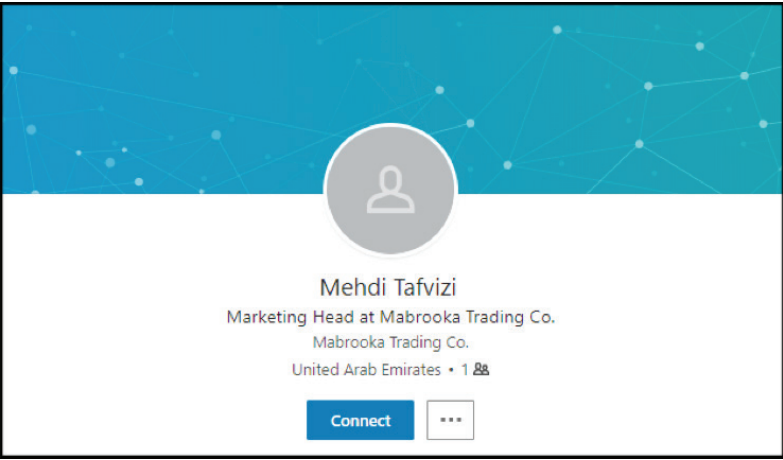 Mehdi Tafvizi
Marketing Head at Mabrooka Trading Co.
Mabrooka Trading Co.
United Arab Emirates • 1
Connect